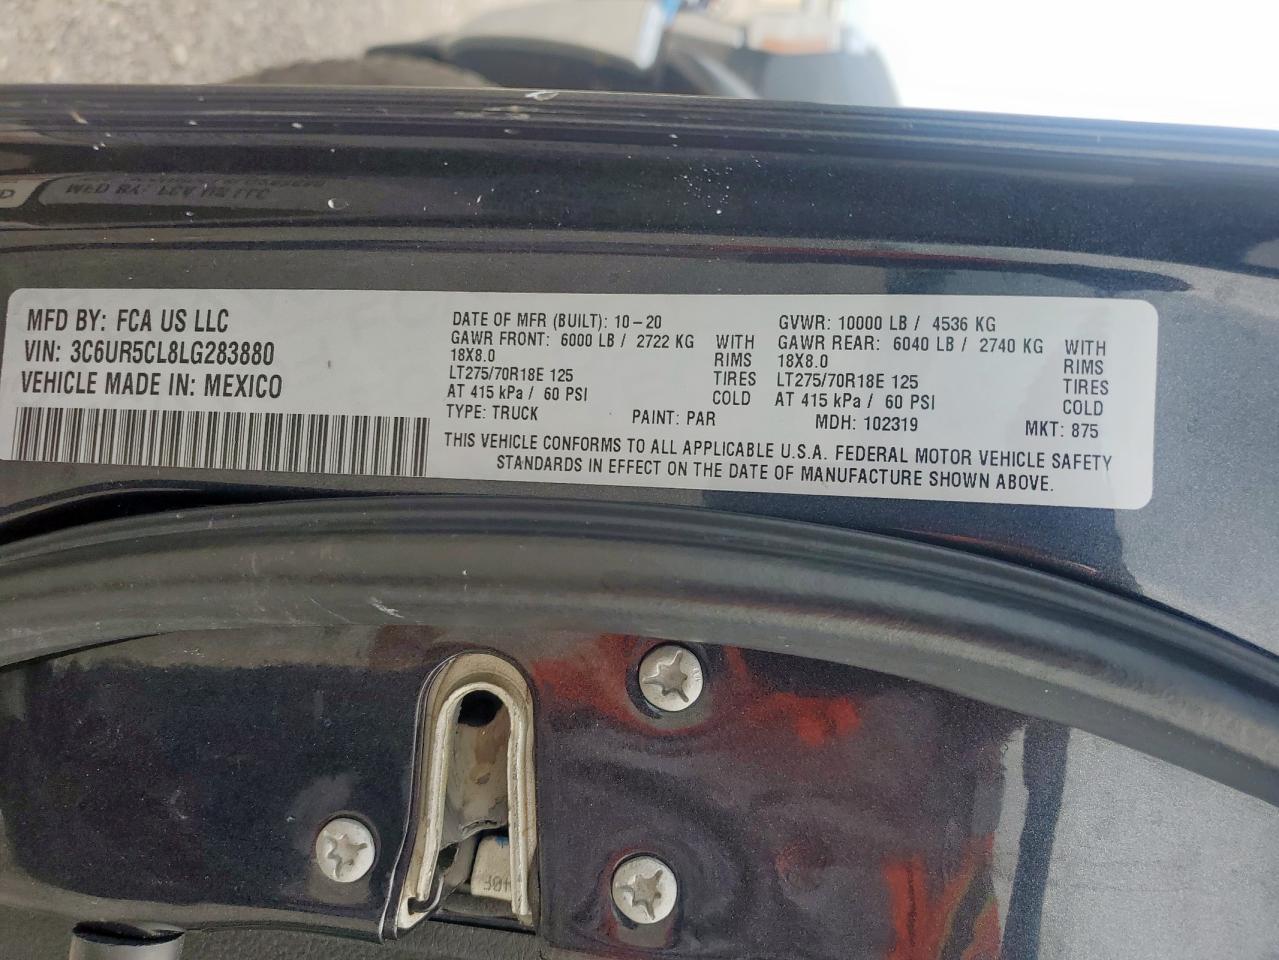 MFD BY: FCA US LLC
VIN: 3C6UR5CL8LG283880
VEHICLE MADE IN: MEXICO
DATE OF MFR (BUILT): 10-20
GAWR FRONT: 6000 LB / 2722 KG WITH
18X8.0 RIMS
LT275/70R18E 125 TIRES
AT 415 kPa / 60 PSI COLD
TYPE: TRUCK PAINT: PAR
GVWR: 10000 LB / 4536 KG
GAWR REAR: 6040 LB / 2740 KG WITH
18X8.0 RIMS
LT275/70R18E 125 TIRES
AT 415 kPa / 60 PSI COLD
MDH: 102319 MKT: 875
THIS VEHICLE CONFORMS TO ALL APPLICABLE U.S.A. FEDERAL MOTOR VEHICLE SAFETY
STANDARDS IN EFFECT ON THE DATE OF MANUFACTURE SHOWN ABOVE.